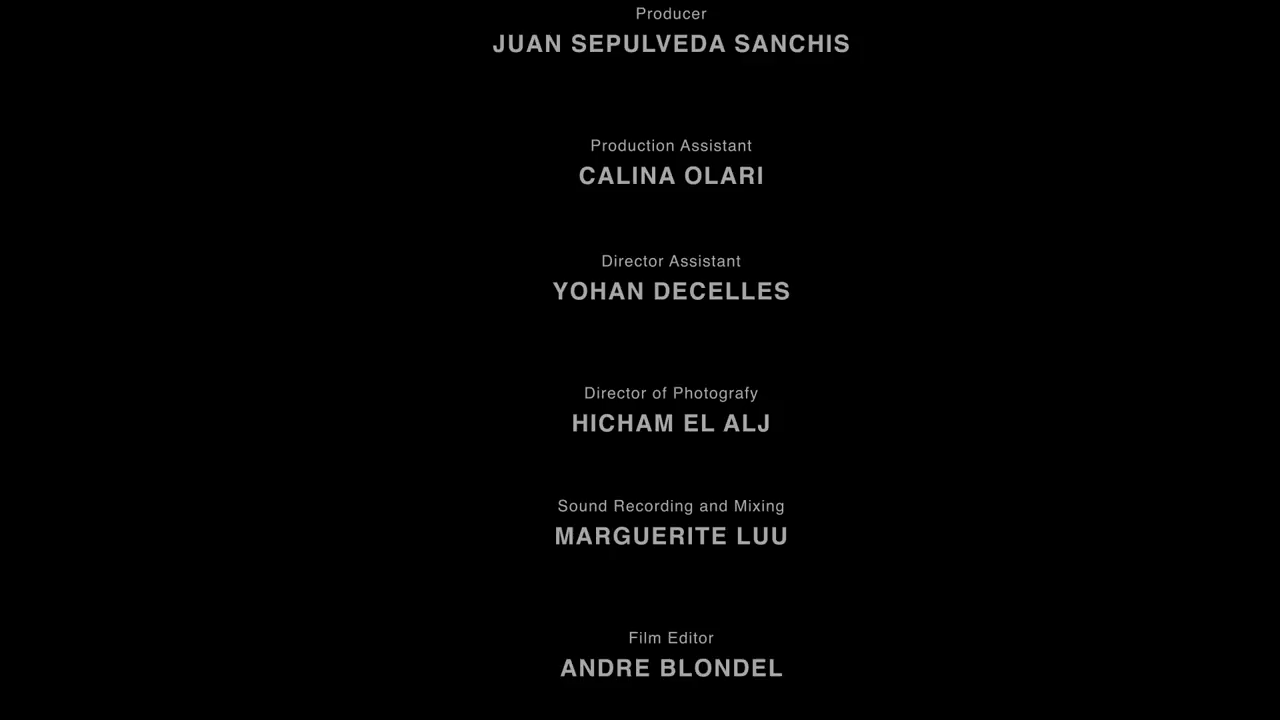 Producer
JUAN SEPULVEDA SANCHIS
Production Assistant
CALINA OLARI
Director Assistant
YOHAN DECELLES
Director of Photografy
HICHAM EL ALJ
Sound Recording and Mixing
MARGUERITE LUU
Film Editor
ANDRE BLONDEL